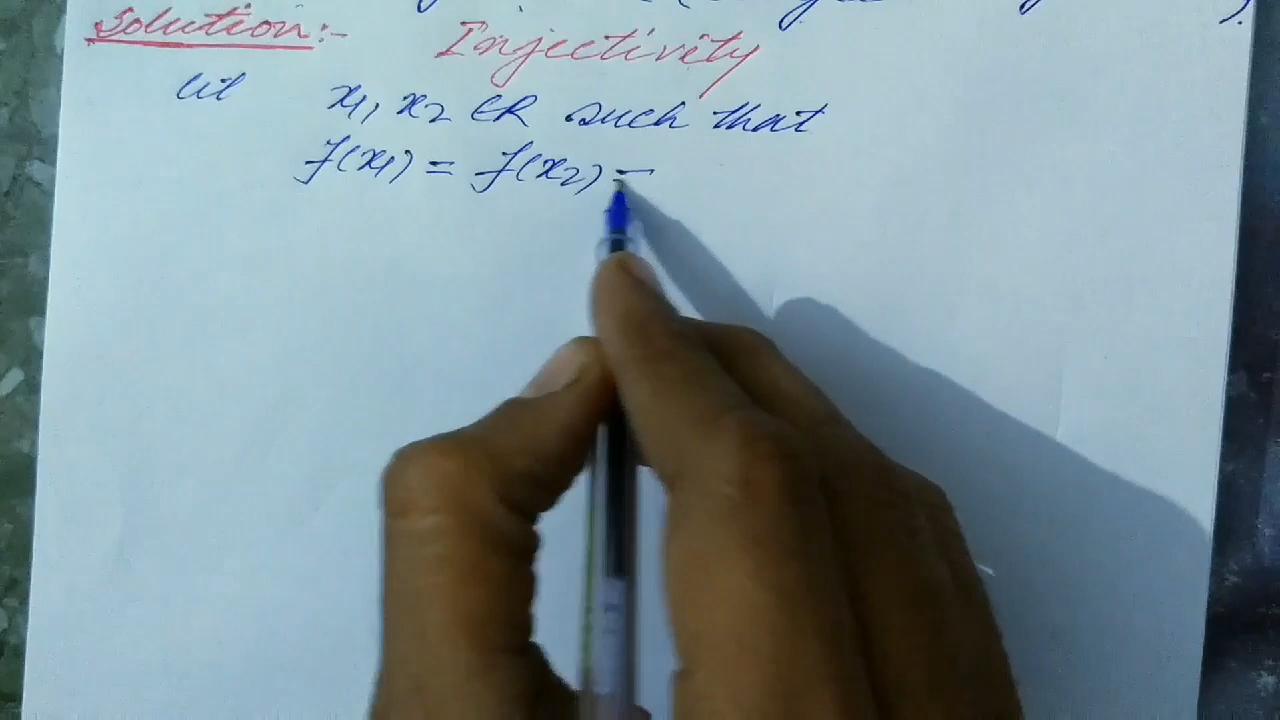 Solution:-
Injectivity
let x1, x2 ∈R such that
f(x1) = f(x2)